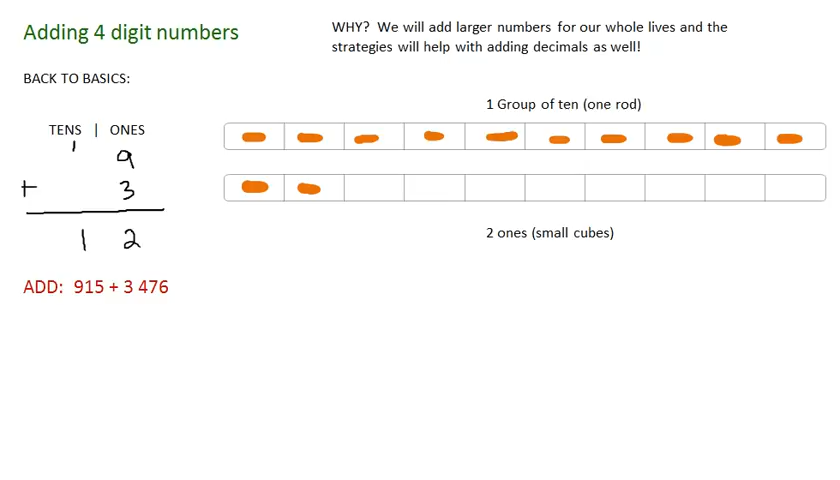 Adding 4 digit numbers
WHY? We will add larger numbers for our whole lives and the
strategies will help with adding decimals as well!
BACK TO BASICS:
1 Group of ten (one rod)
TENS | ONES
1
9
+ 3
1 2
2 ones (small cubes)
ADD: 915 + 3 476